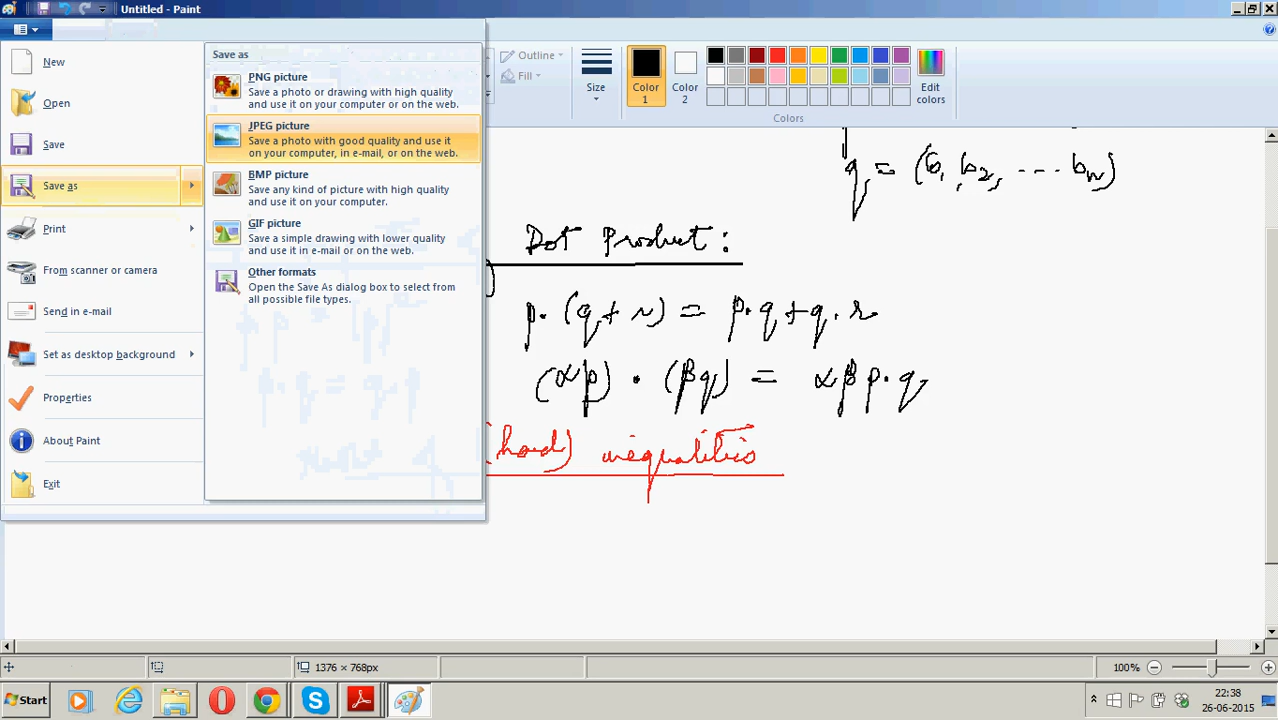 Untitled - Paint
New
Open
Save
Save as
Print
From scanner or camera
Send in e-mail
Set as desktop background
Properties
About Paint
Exit
Save as
PNG picture
Save a photo or drawing with high quality
and use it on your computer or on the web.
JPEG picture
Save a photo with good quality and use it
on your computer, in e-mail, or on the web.
BMP picture
Save any kind of picture with high quality
and use it on your computer.
GIF picture
Save a simple drawing with lower quality
and use it in e-mail or on the web.
Other formats
Open the Save As dialog box to select from
all possible file types.
Outline
Fill
Size
Color
1
Color
2
Edit
colors
Colors
q = (b1, b2, ... bn)
Dot Product:
p. (q + r) = p.q + q.r
(αp) . (βq) = αβ p.q
(hard) inequalities
1376 × 768px
100%
Start
22:38
26-06-2015